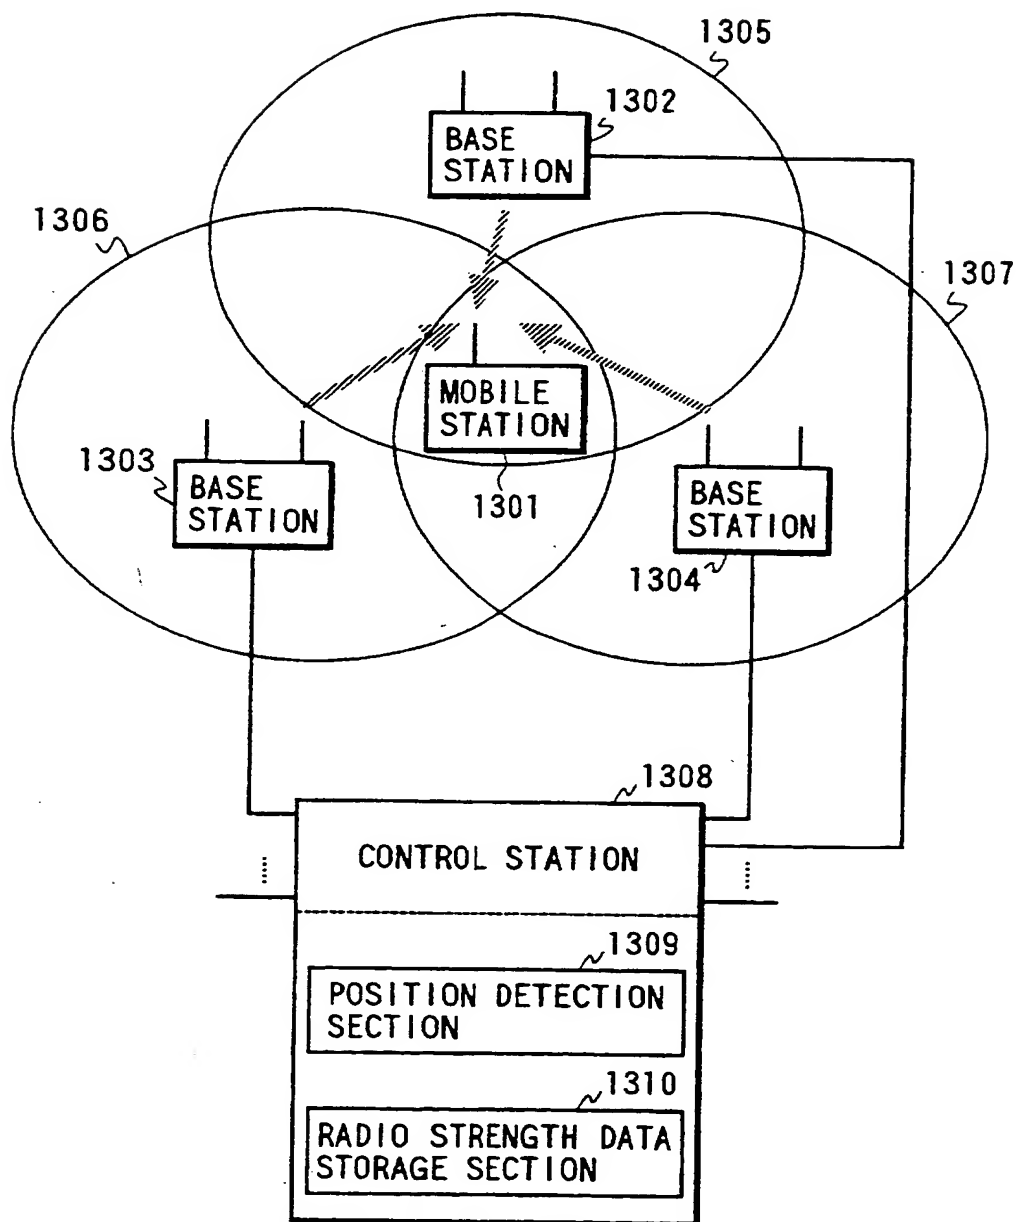 1305
1302
BASE
STATION
1306
1307
MOBILE
STATION
1303
BASE
STATION
1301
BASE
STATION
1304
1308
CONTROL STATION
1309
POSITION DETECTION
SECTION
1310
RADIO STRENGTH DATA
STORAGE SECTION